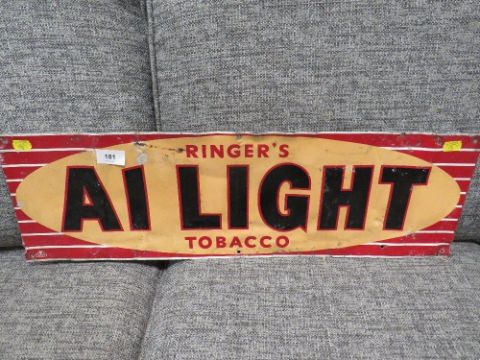 RINGER'S
A1 LIGHT
TOBACCO
101